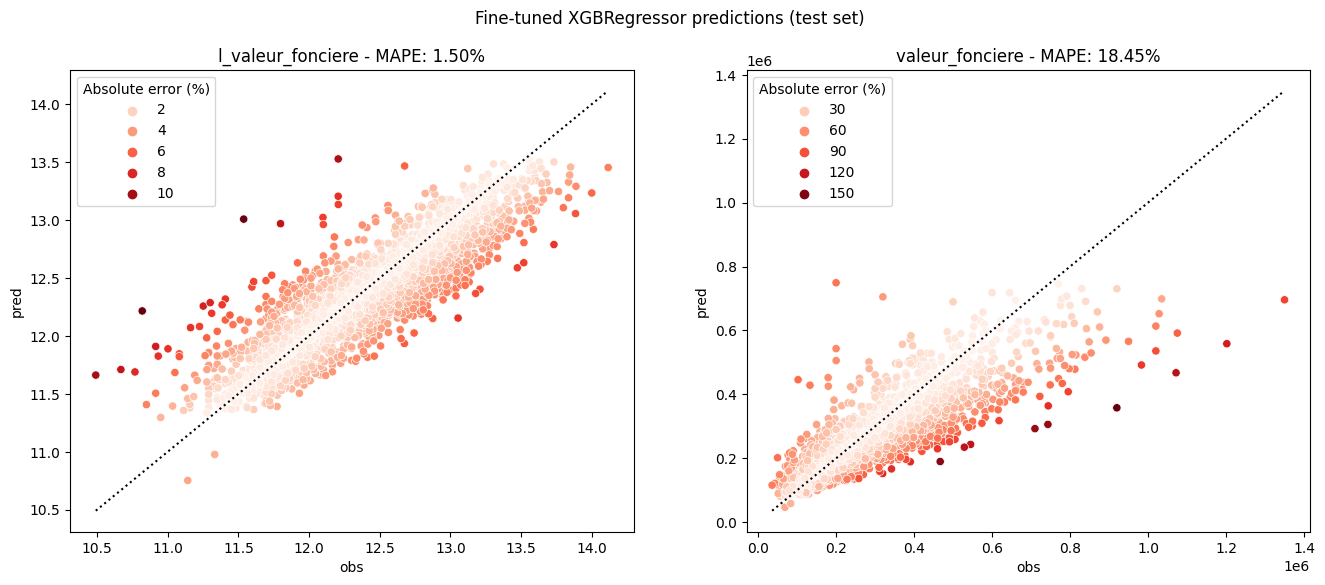 Fine-tuned XGBRegressor predictions (test set)
l_valeur_fonciere - MAPE: 1.50%
Absolute error (%)
2
4
6
8
10
14.0
13.5
13.0
12.5
12.0
11.5
11.0
10.5
pred
10.5 11.0 11.5 12.0 12.5 13.0 13.5 14.0
obs
valeur_fonciere - MAPE: 18.45%
1e6
Absolute error (%)
30
60
90
120
150
1.4
1.2
1.0
0.8
0.6
0.4
0.2
0.0
pred
0.0 0.2 0.4 0.6 0.8 1.0 1.2 1.4
obs
1e6